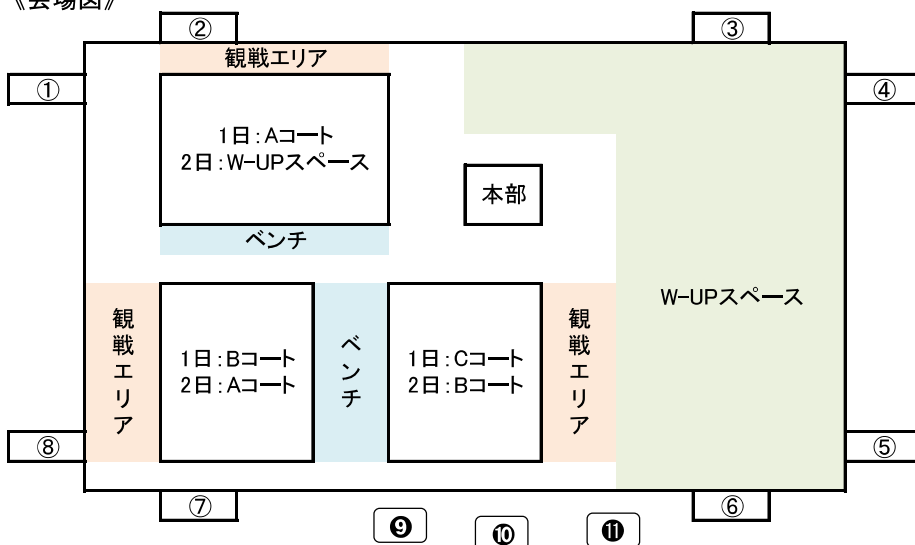 《会場図》
② ③
観戦エリア
① ④
1日:Aコート
2日:W-UPスペース
本部
ベンチ
W-UPスペース
観戦エリア
1日:Bコート
2日:Aコート
ベンチ
1日:Cコート
2日:Bコート
観戦エリア
⑧ ⑤
⑦ ⑥
❾ ❿ ⓫